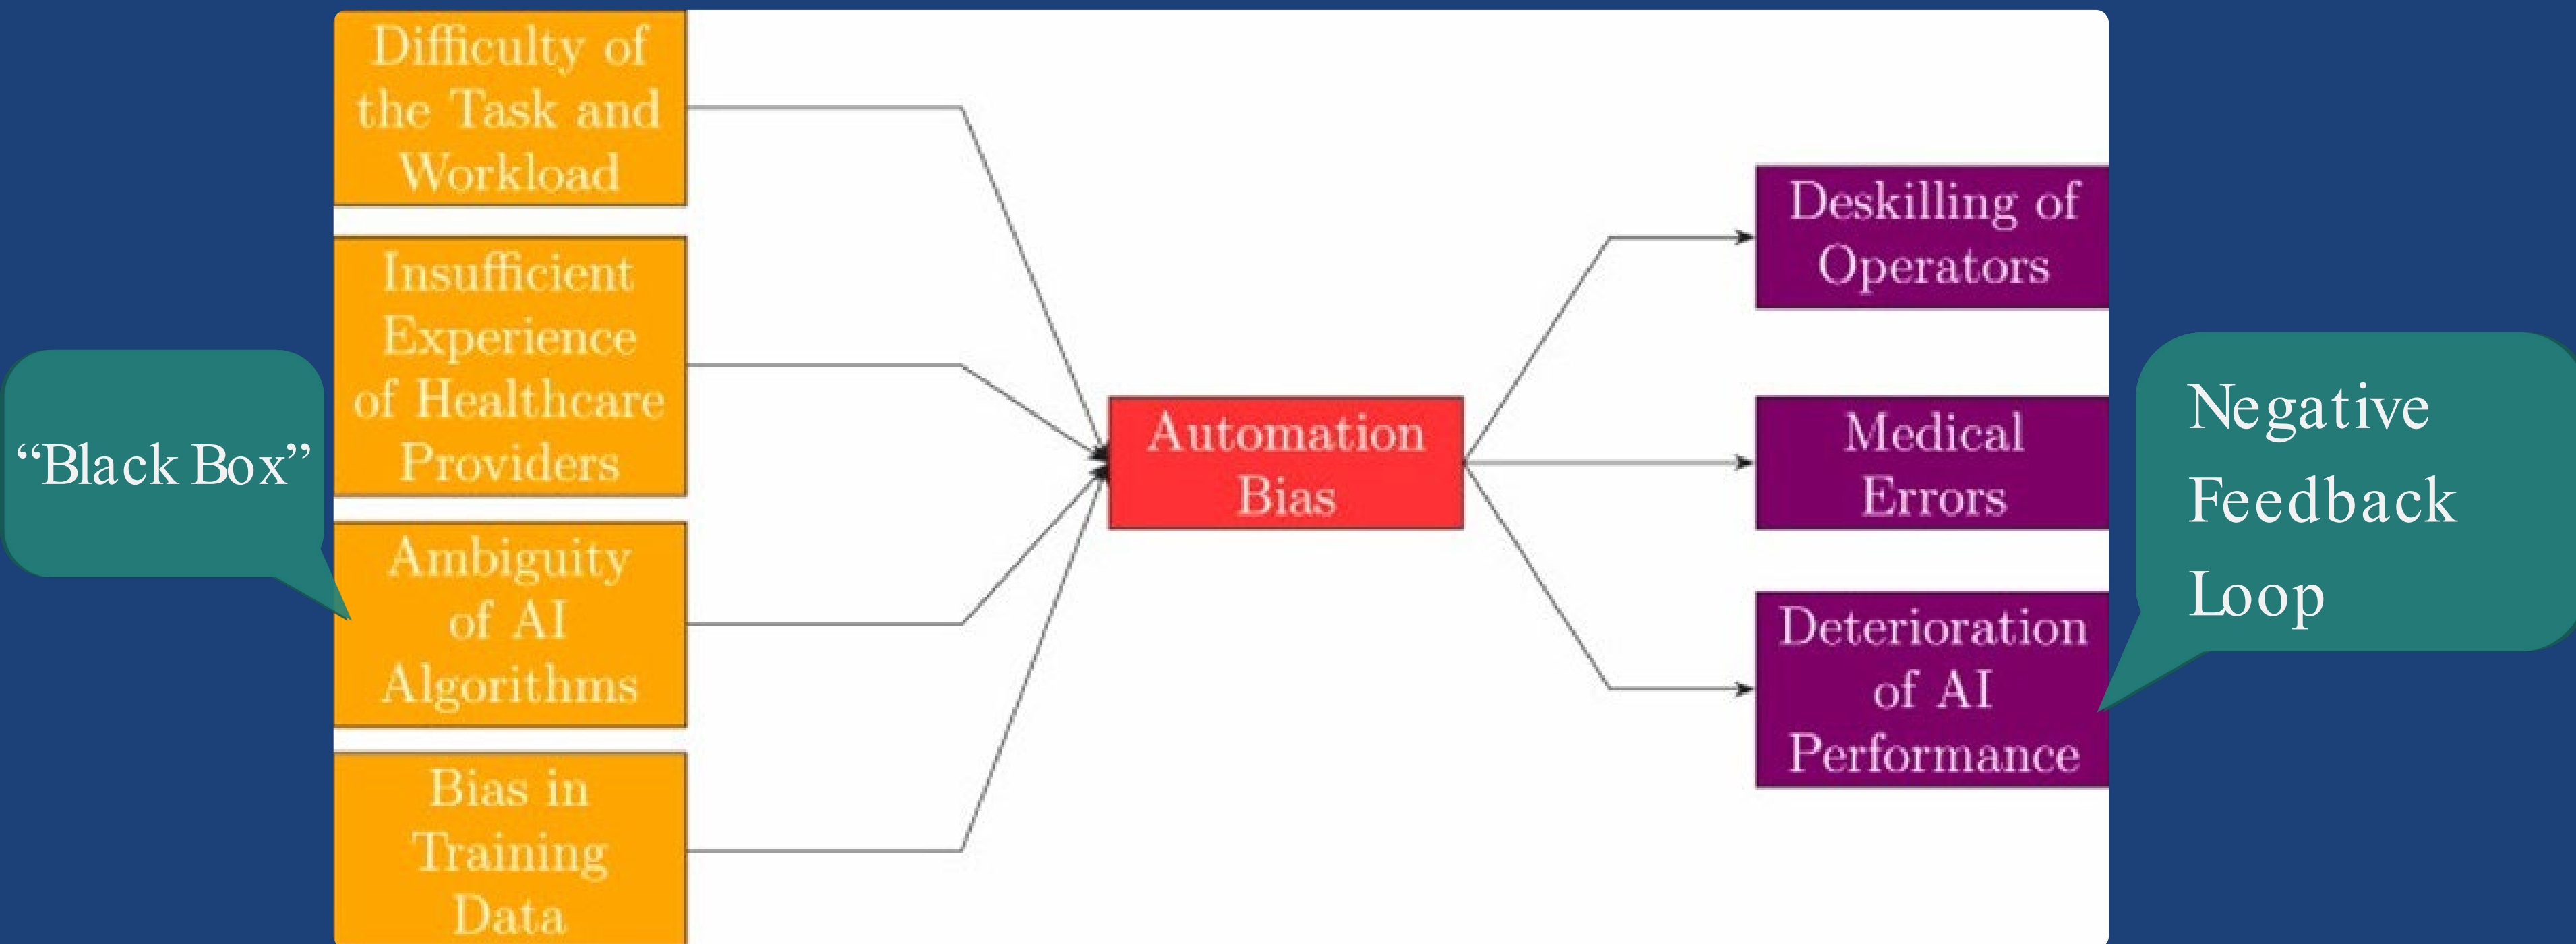 Difficulty of
the Task and
Workload
Insufficient
Experience
of Healthcare
Providers
“Black Box”
Ambiguity
of AI
Algorithms
Bias in
Training
Data
Automation
Bias
Deskilling of
Operators
Medical
Errors
Deterioration
of AI
Performance
Negative
Feedback
Loop